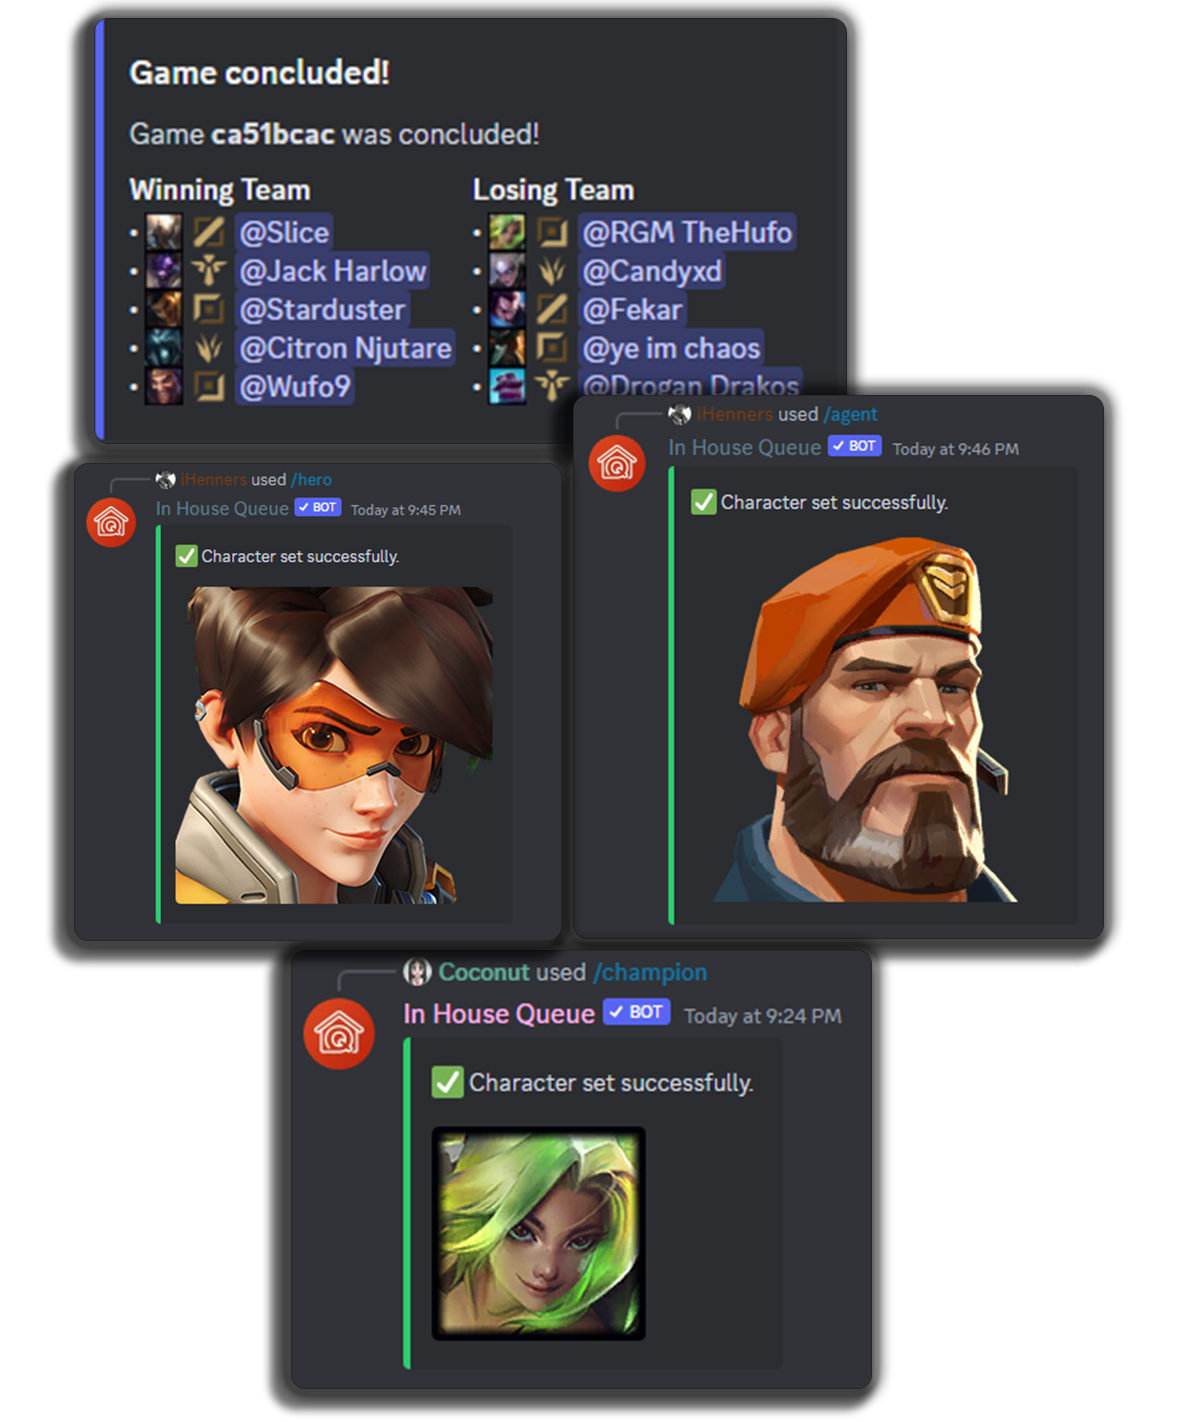 Game concluded!
Game ca51bcac was concluded!
Winning Team
@Slice
@Jack Harlow
@Starduster
@Citron Njutare
@Wufo9
Losing Team
@RGM TheHufo
@Candyxd
@Fekar
@ye im chaos
@Drogan Drakos
iHenners used /agent
In House Queue ✓ BOT Today at 9:46 PM
✅ Character set successfully.
iHenners used /hero
In House Queue ✓ BOT Today at 9:45 PM
✅ Character set successfully.
Coconut used /champion
In House Queue ✓ BOT Today at 9:24 PM
✅ Character set successfully.